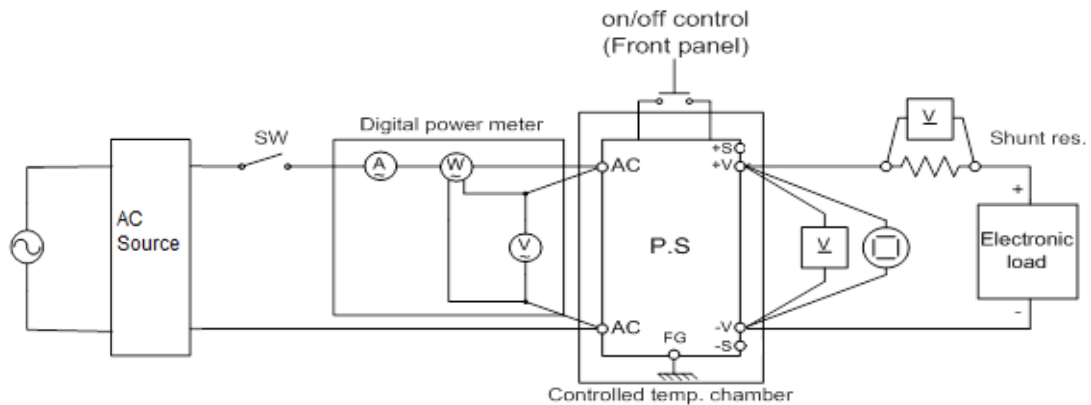 on/off control
(Front panel)
SW
Digital power meter
A
W
V
AC
Source
AC
AC
P.S
FG
+S
+V
-V
-S
V
V
Shunt res.
+
Electronic
load
-
Controlled temp. chamber